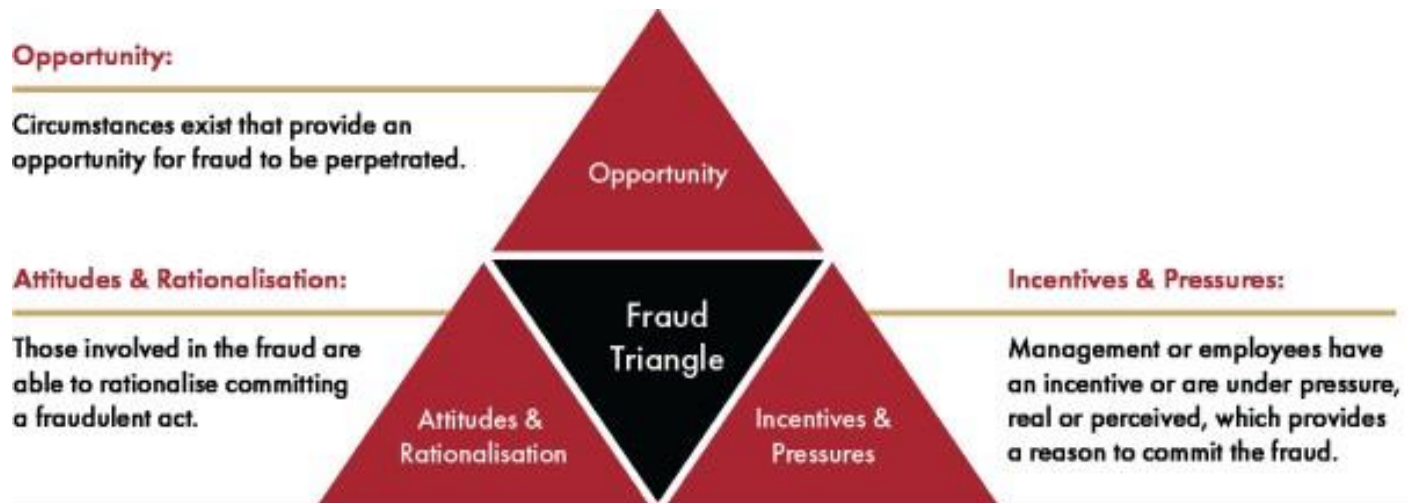 Opportunity:
Circumstances exist that provide an
opportunity for fraud to be perpetrated.
Opportunity
Attitudes & Rationalisation:
Those involved in the fraud are
able to rationalise committing
a fraudulent act.
Fraud
Triangle
Attitudes &
Rationalisation
Incentives &
Pressures
Incentives & Pressures:
Management or employees have
an incentive or are under pressure,
real or perceived, which provides
a reason to commit the fraud.